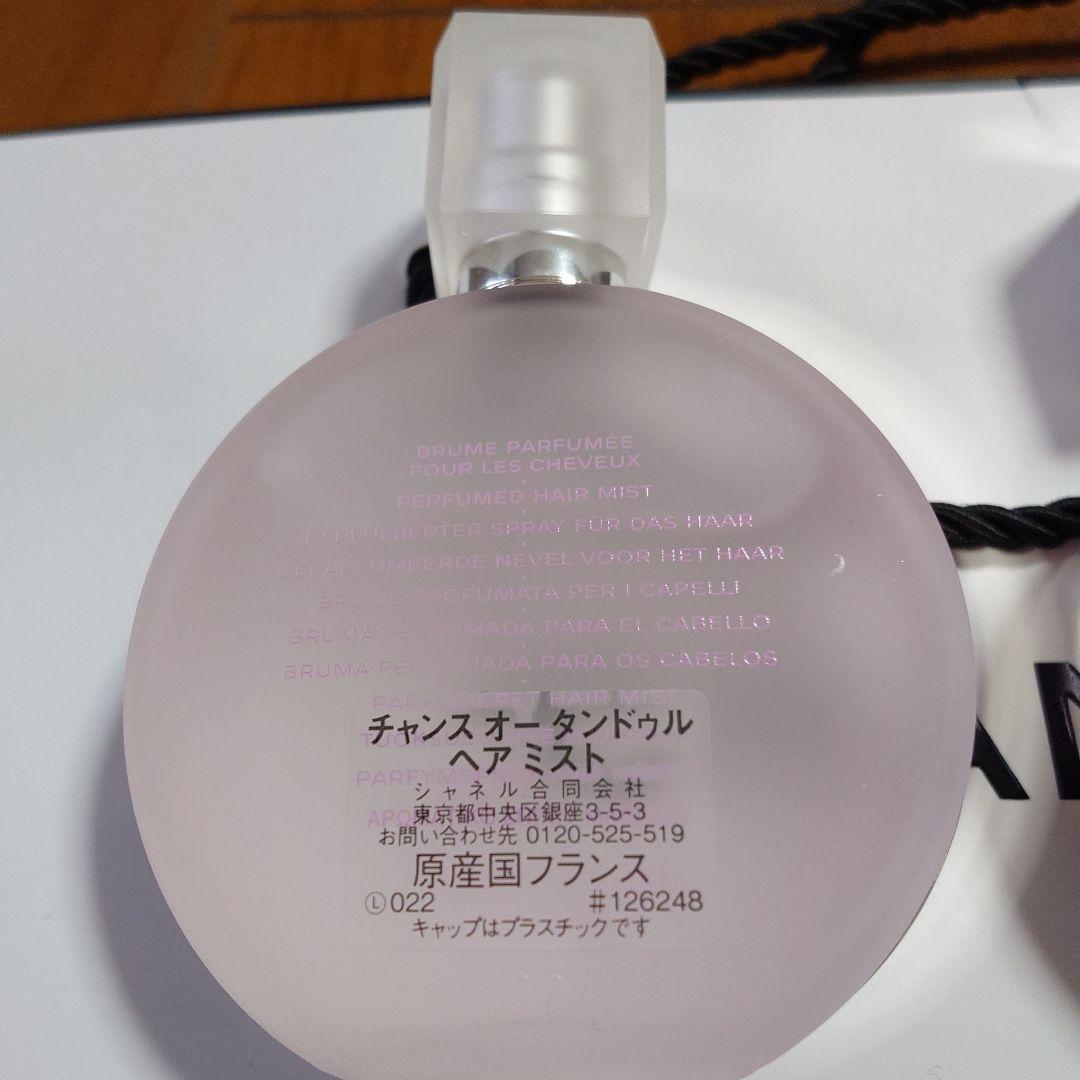 BRUME PARFUMÉE
POUR LES CHEVEUX
PERFUMED HAIR MIST
PARFUMIERTER SPRAY FÜR DAS HAAR
GEPARFUMEERDE NEVEL VOOR HET HAAR
BRUME PROFUMATA PER I CAPELLI
BRUMA PERFUMADA PARA EL CABELLO
BRUMA PERFUMADA PARA OS CABELOS
PARFUMERET HAIR MIST
チャンス オー タンドゥル
ヘア ミスト
シャネル合同会社
東京都中央区銀座3-5-3
お問い合わせ先 0120-525-519
原産国フランス
Ⓛ022 #126248
キャップはプラスチックです